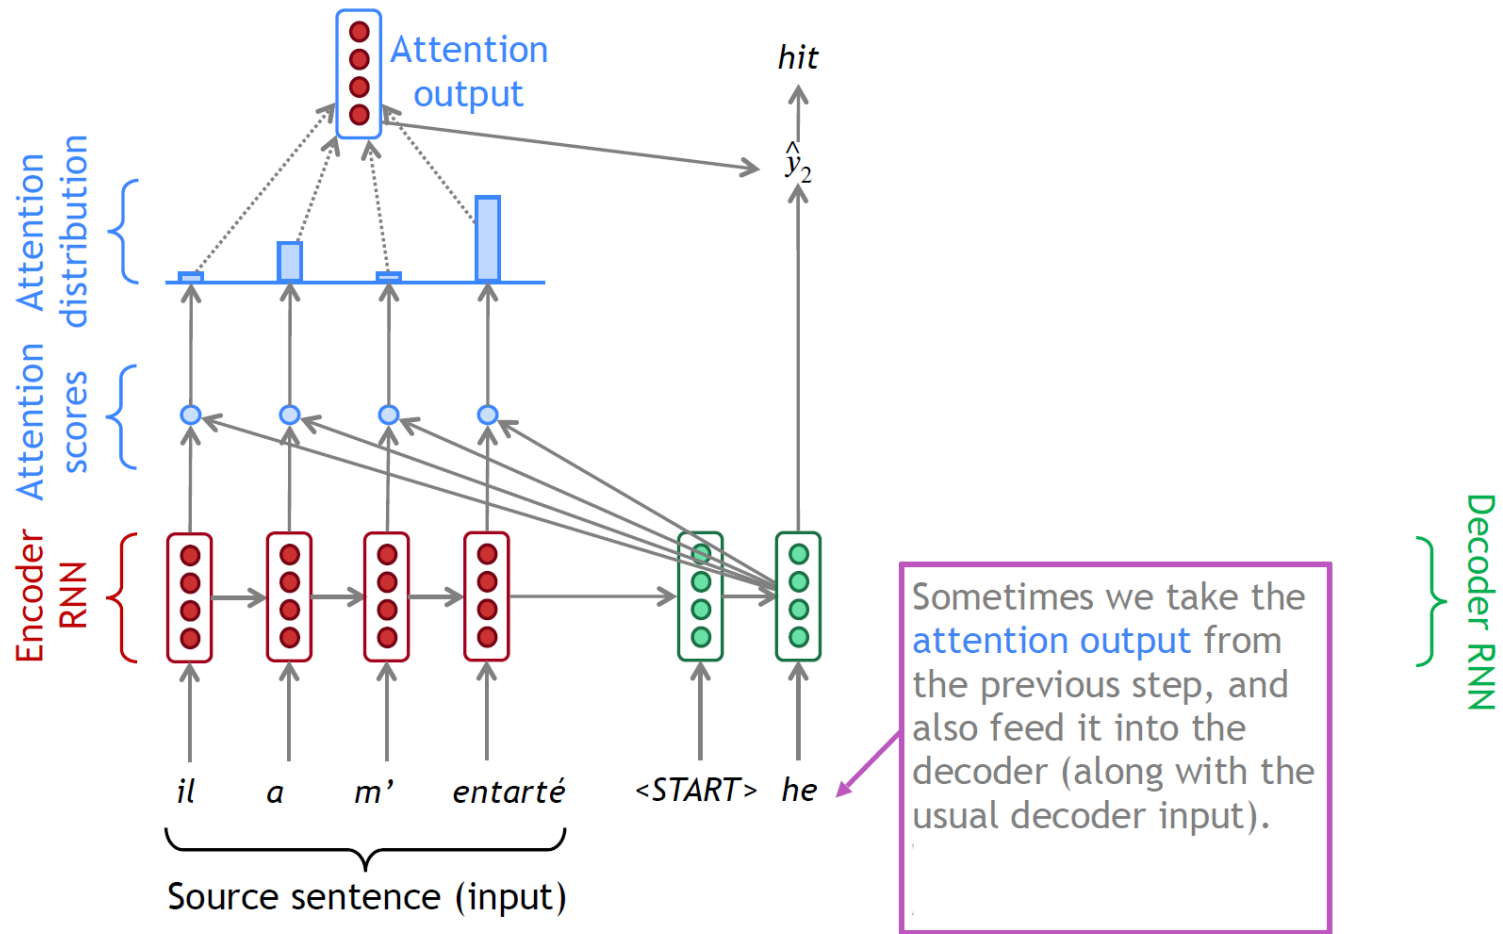 Attention
output
hit
ŷ₂
Attention
distribution
Attention
scores
Encoder
RNN
Decoder RNN
Sometimes we take the
attention output from
the previous step, and
also feed it into the
decoder (along with the
usual decoder input).
il a m’ entarté <START> he
Source sentence (input)